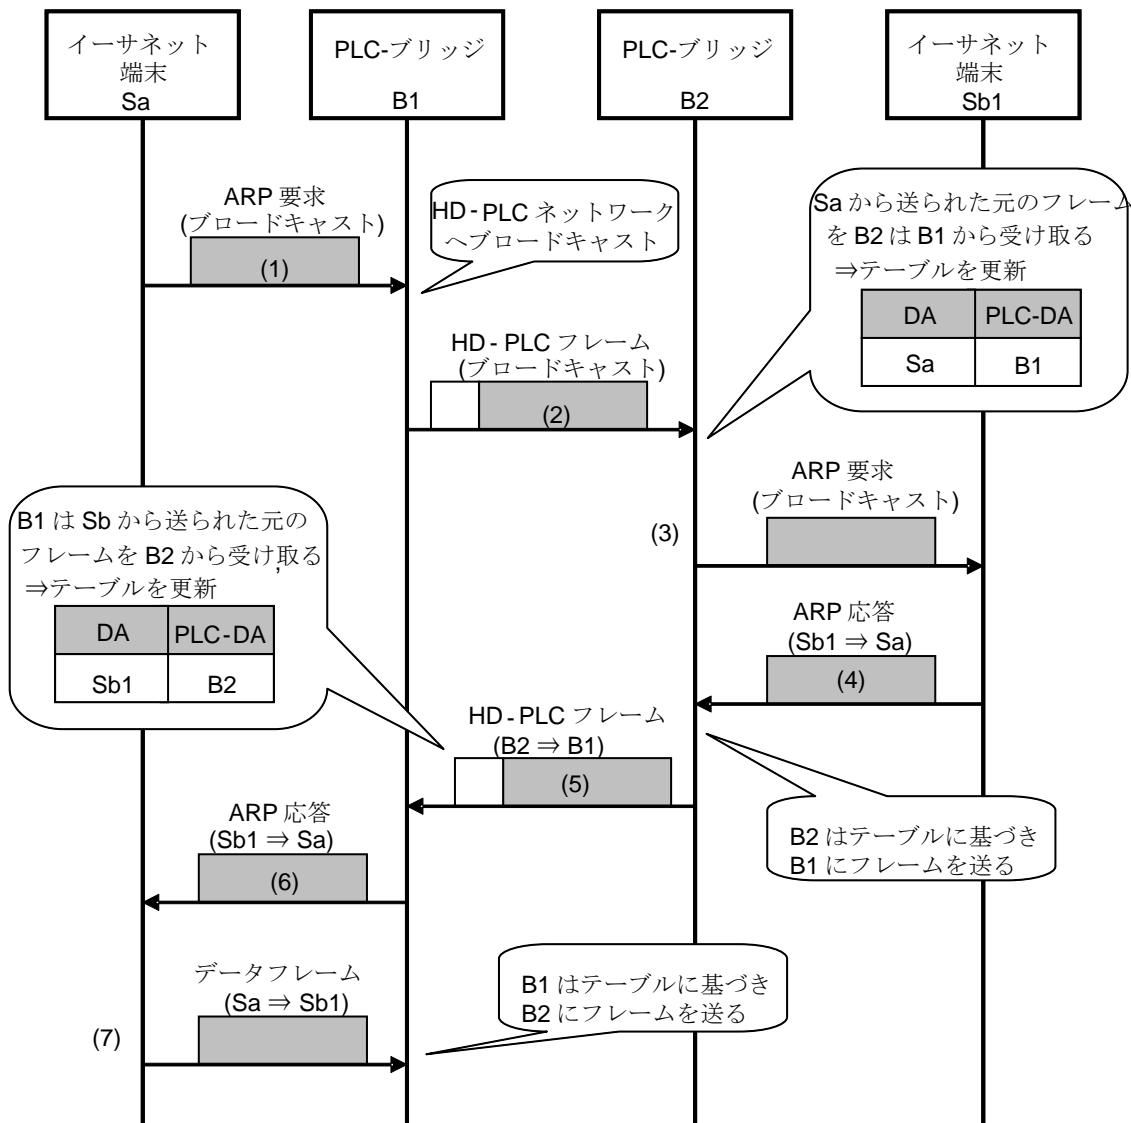 イーサネット
端末
Sa
PLC-ブリッジ
B1
PLC-ブリッジ
B2
イーサネット
端末
Sb1
ARP 要求
(ブロードキャスト)
(1)
HD-PLC ネットワーク
へブロードキャスト
Sa から送られた元のフレーム
を B2 は B1 から受け取る
⇒テーブルを更新
DA PLC-DA
Sa B1
HD-PLC フレーム
(ブロードキャスト)
(2)
ARP 要求
(ブロードキャスト)
(3)
B1 は Sb から送られた元の
フレームを B2 から受け取る,
⇒テーブルを更新
DA PLC-DA
Sb1 B2
ARP 応答
(Sb1 ⇒ Sa)
(4)
HD-PLC フレーム
(B2 ⇒ B1)
(5)
B2 はテーブルに基づき
B1 にフレームを送る
ARP 応答
(Sb1 ⇒ Sa)
(6)
データフレーム
(Sa ⇒ Sb1)
(7)
B1 はテーブルに基づき
B2 にフレームを送る